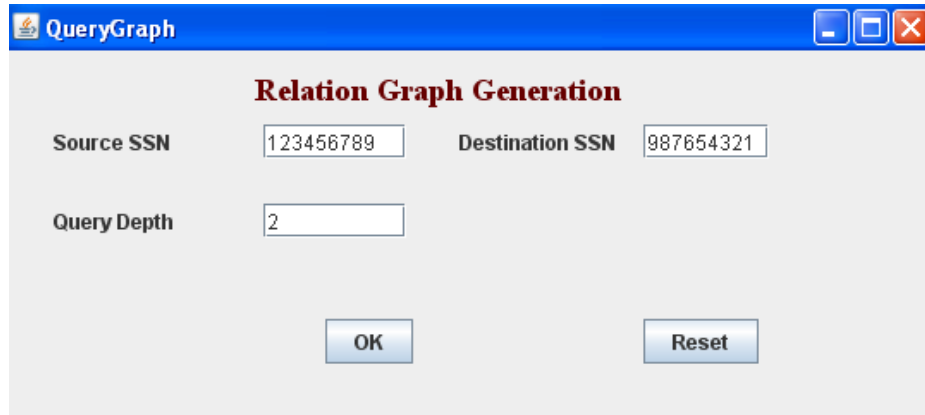 QueryGraph
Relation Graph Generation
Source SSN 123456789 Destination SSN 987654321
Query Depth 2
OK Reset